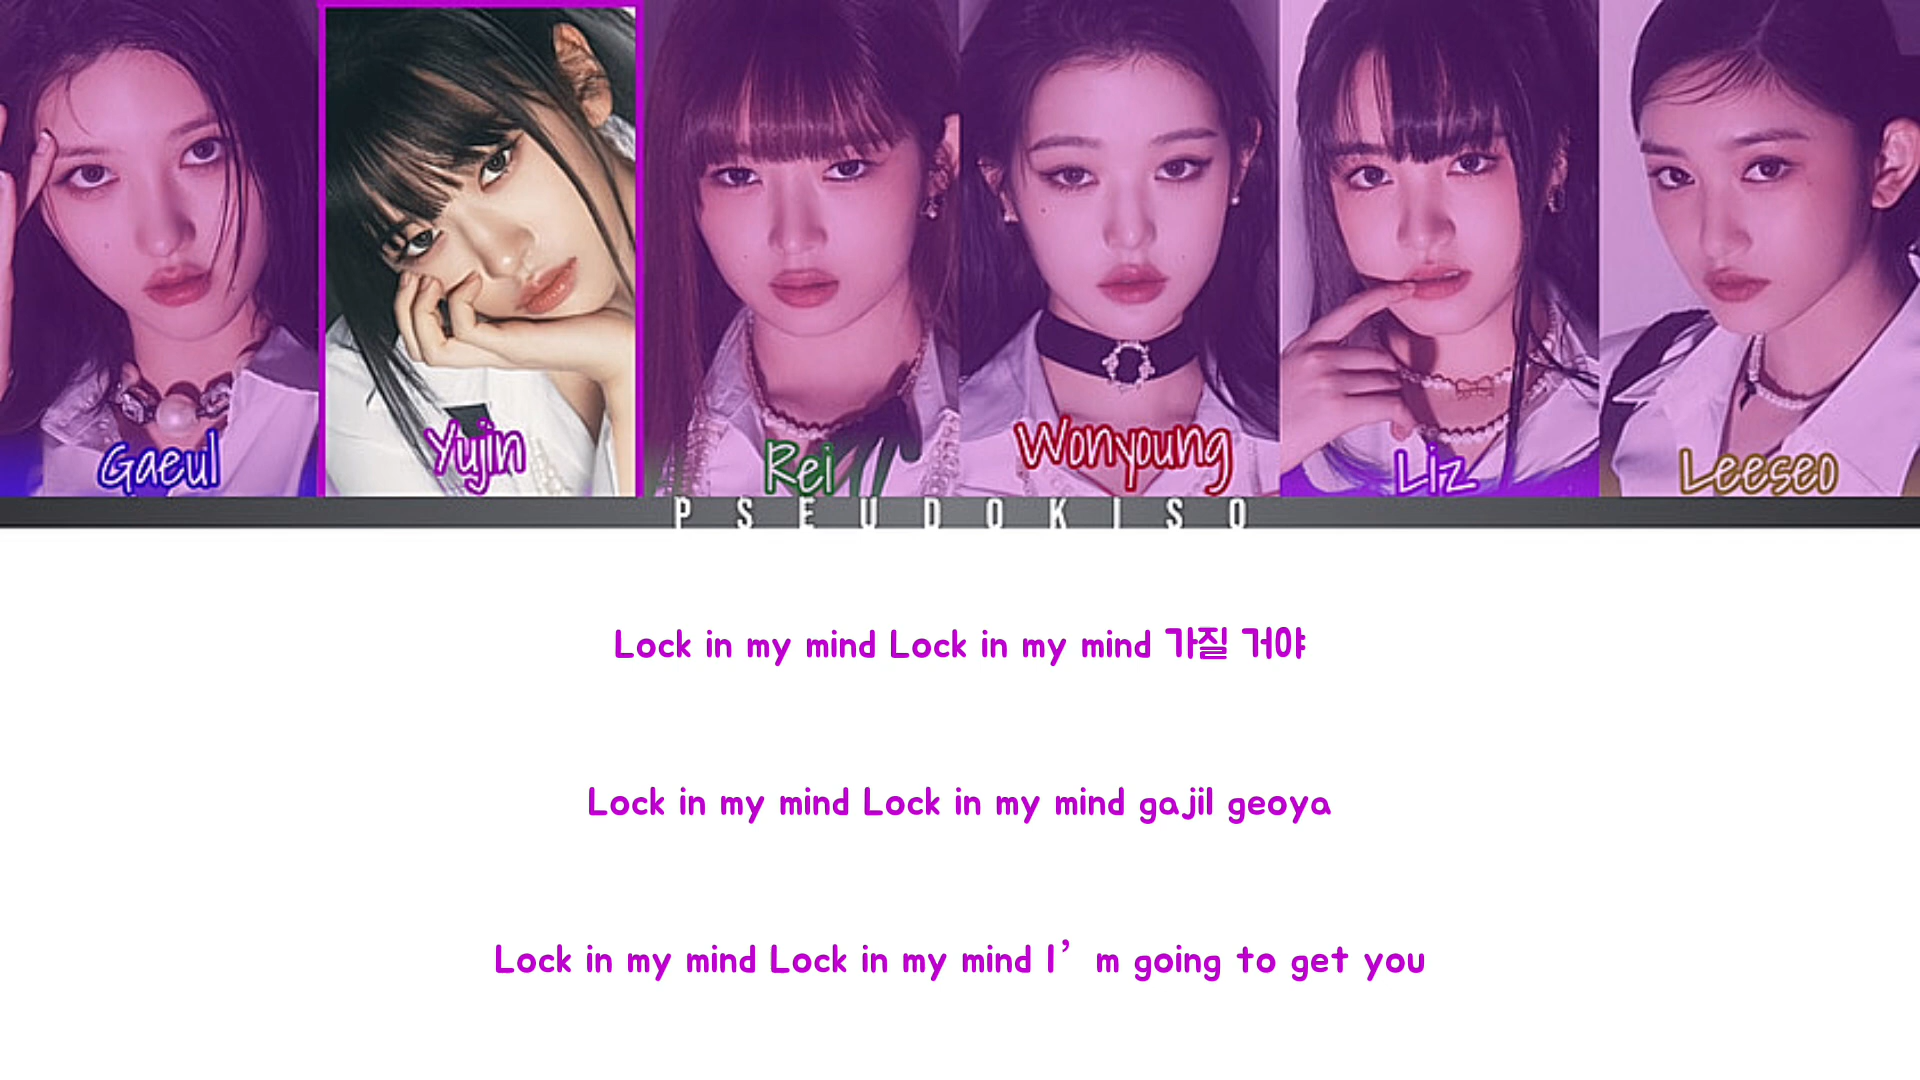 Gaeul
Yujin
Rei
Wonyoung
Liz
Leeseo
PSEUDOKISO
Lock in my mind Lock in my mind 가질 거야
Lock in my mind Lock in my mind gajil geoya
Lock in my mind Lock in my mind I’m going to get you